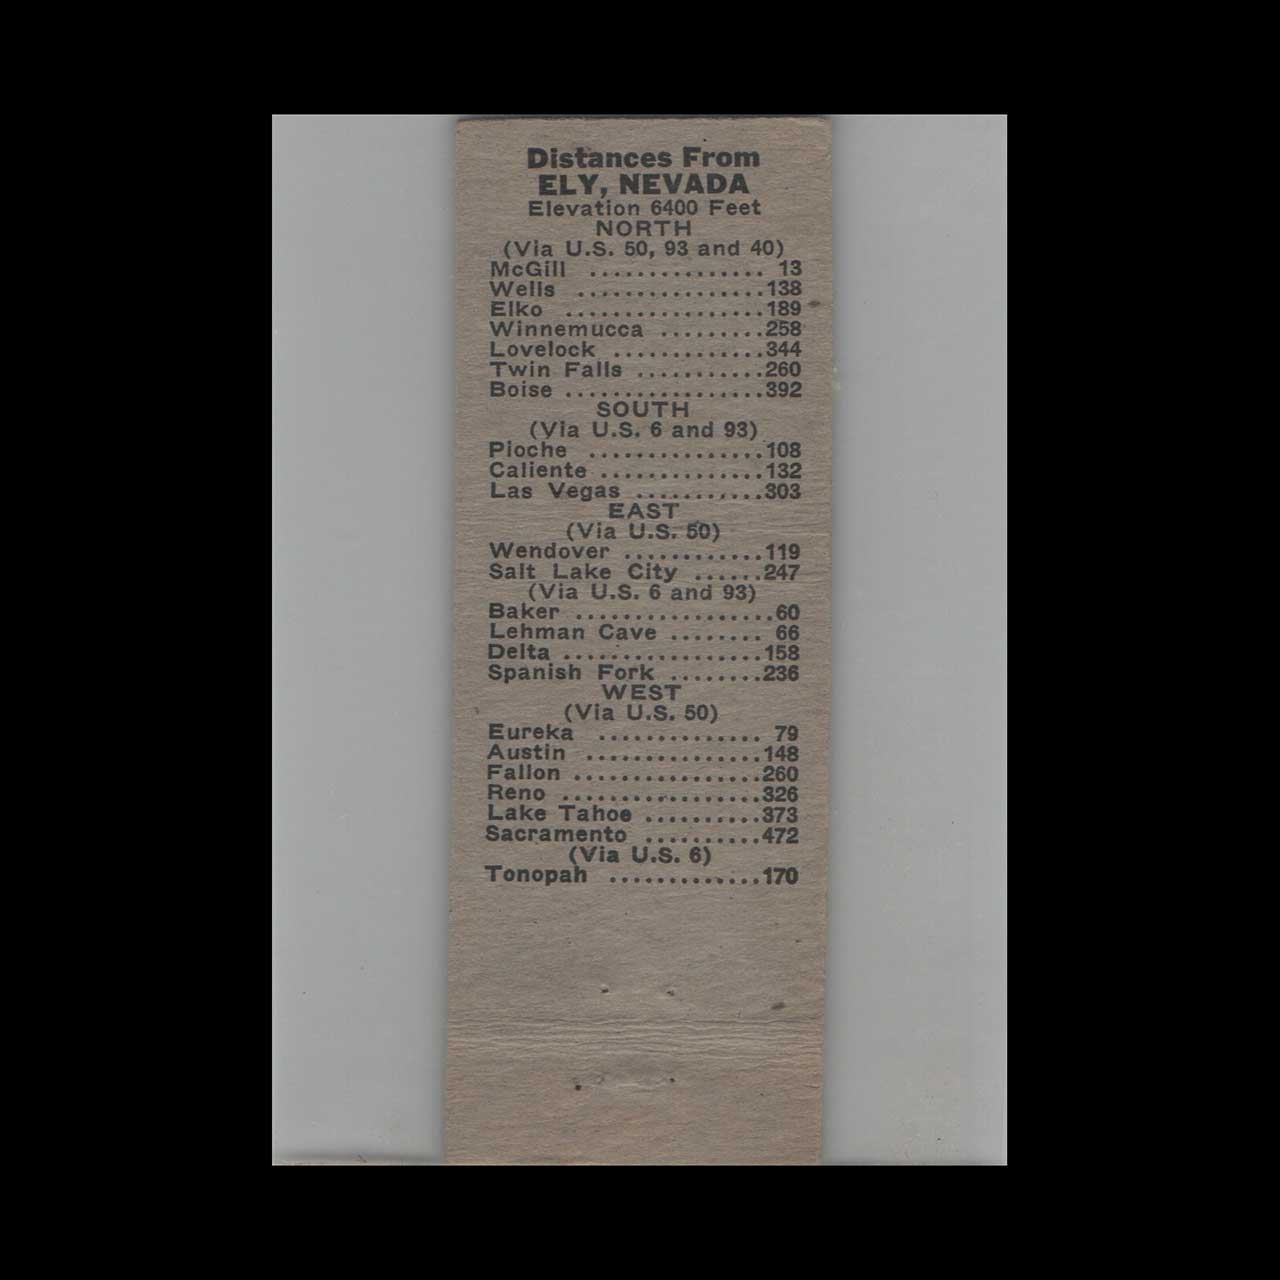 Distances From
ELY, NEVADA
Elevation 6400 Feet
NORTH
(Via U.S. 50, 93 and 40)
McGill ............... 13
Wells ................138
Elko .................189
Winnemucca .........258
Lovelock .............344
Twin Falls ...........260
Boise .................392
SOUTH
(Via U.S. 6 and 93)
Pioche ...............108
Caliente ..............132
Las Vegas ...........303
EAST
(Via U.S. 50)
Wendover ............119
Salt Lake City ......247
(Via U.S. 6 and 93)
Baker .................60
Lehman Cave ........ 66
Delta .................158
Spanish Fork ........236
WEST
(Via U.S. 50)
Eureka .............. 79
Austin ...............148
Fallon ................260
Reno .................326
Lake Tahoe ..........373
Sacramento ..........472
(Via U.S. 6)
Tonopah .............170